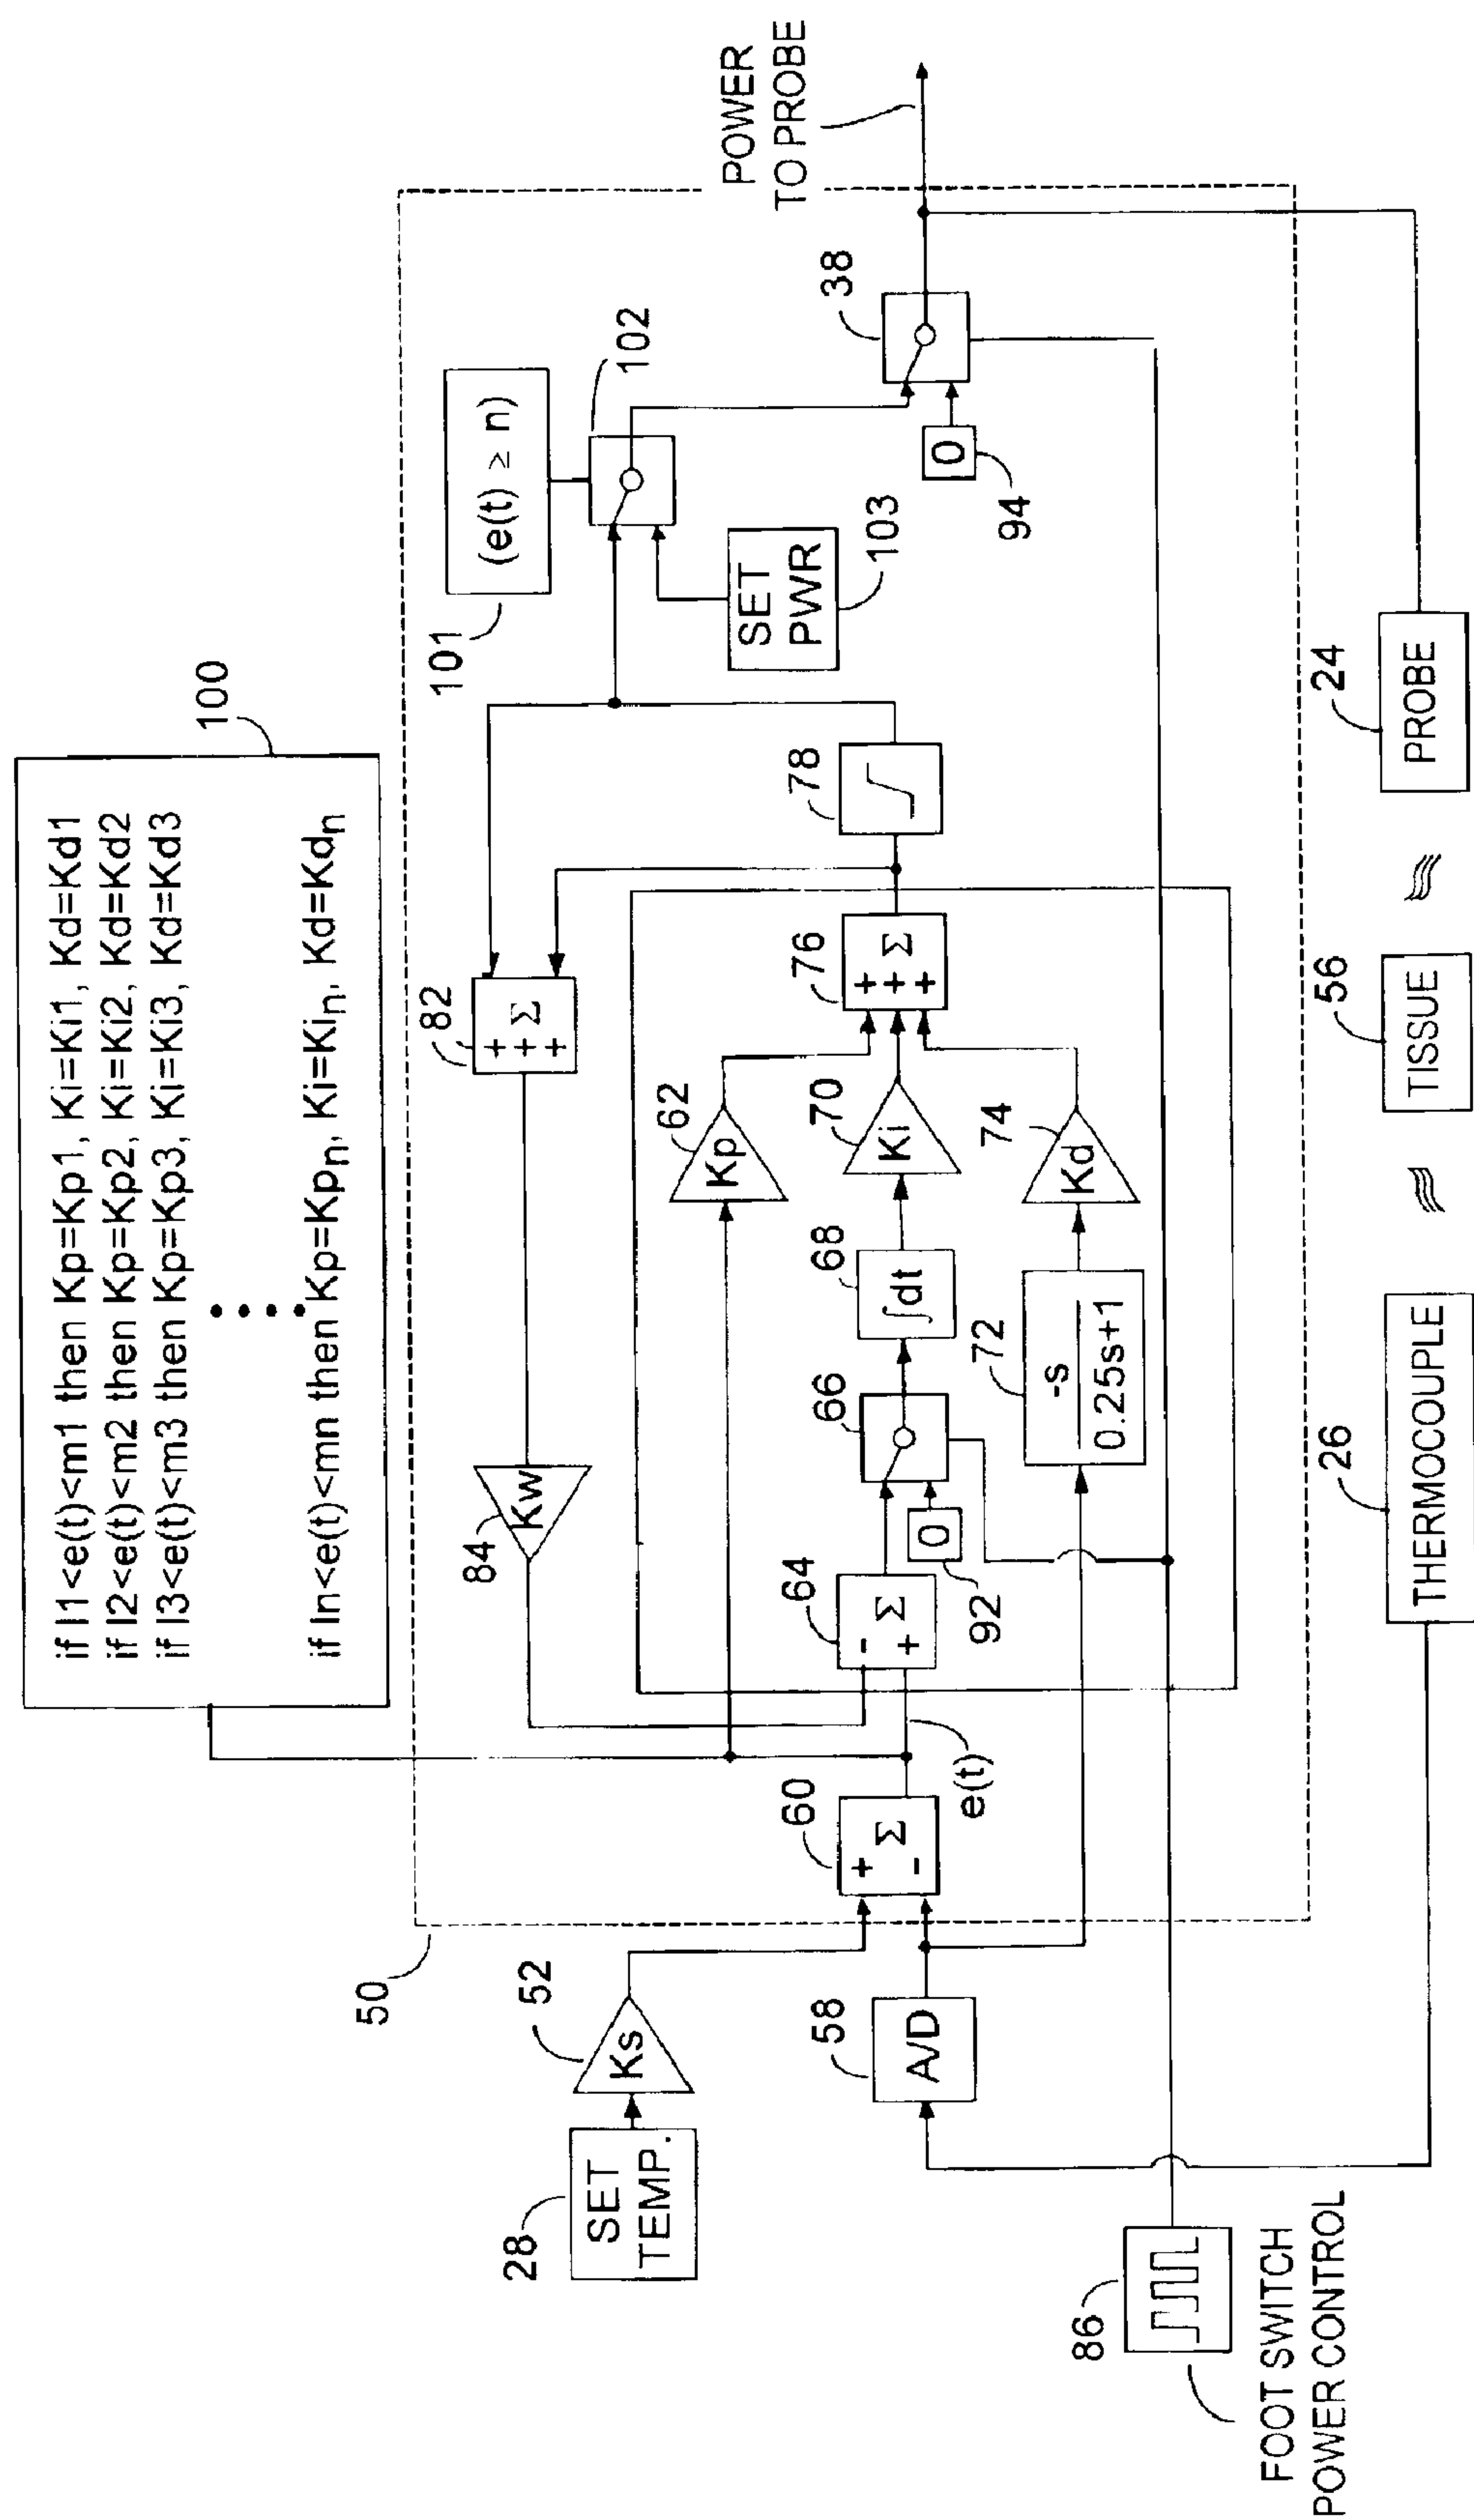 100
if l1<e(t)<m1 then Kp=Kp1, Ki=Ki1, Kd=Kd1
if l2<e(t)<m2 then Kp=Kp2, Ki=Ki2, Kd=Kd2
if l3<e(t)<m3 then Kp=Kp3, Ki=Ki3, Kd=Kd3
if ln<e(t)<mn then Kp=Kpn, Ki=Kin, Kd=Kdn
50
28
SET
TEMP.
52
Ks
58
A/D
60
+
-
Σ
e(t)
84
Kw
82
+
+
+
Σ
64
-
+
Σ
92
0
66
68
∫dt
72
-s
0.25s+1
62
Kp
70
Ki
74
Kd
76
+
+
+
Σ
78
101
(e(t) ≥ n)
102
SET
PWR
103
38
0
94
POWER
TO PROBE
86
FOOT SWITCH
POWER CONTROL
26
THERMOCOUPLE
56
TISSUE
24
PROBE